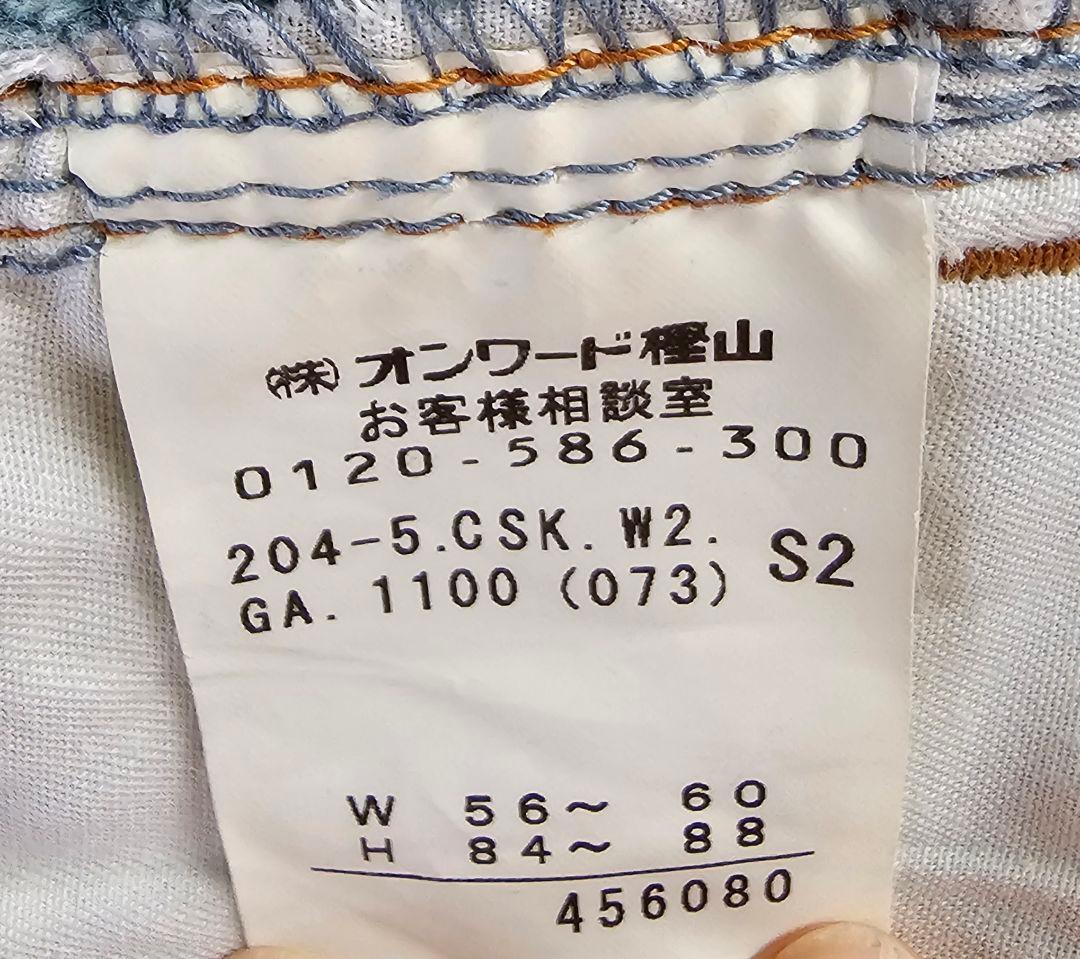 (株)オンワード樫山
お客様相談室
0120-586-300
204-5.CSK.W2.
GA.1100(073) S2
W 56~ 60
H 84~ 88
456080